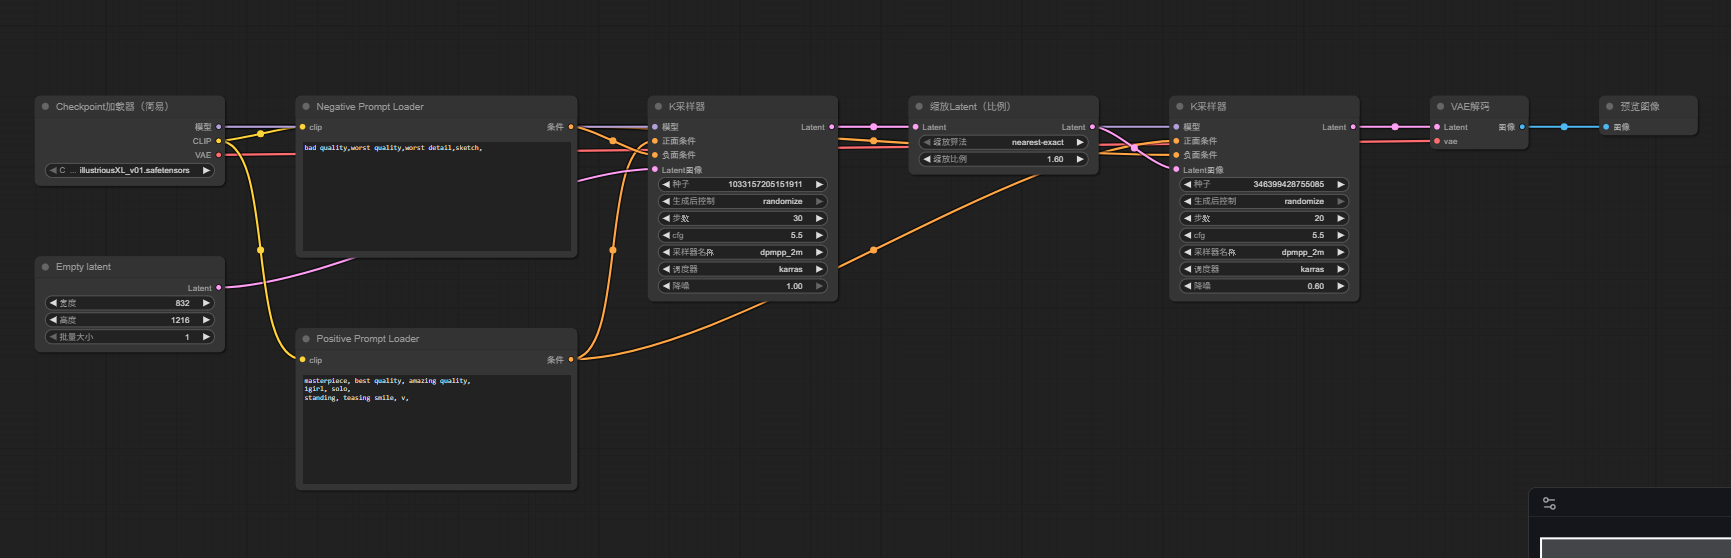 Checkpoint加载器（简易）
模型
CLIP
VAE
C ... illustriousXL_v01.safetensors
Empty latent
Latent
宽度 832
高度 1216
批量大小 1
Negative Prompt Loader
clip 条件
bad quality,worst quality,worst detail,sketch,
Positive Prompt Loader
clip 条件
masterpiece, best quality, amazing quality,
1girl, solo,
standing, teasing smile, v,
K采样器
模型 Latent
正面条件
负面条件
Latent图像
种子 1033157205151911
生成后控制 randomize
步数 30
cfg 5.5
采样器名称 dpmpp_2m
调度器 karras
降噪 1.00
缩放Latent（比例）
Latent Latent
缩放算法 nearest-exact
缩放比例 1.60
K采样器
模型 Latent
正面条件
负面条件
Latent图像
种子 346399428755085
生成后控制 randomize
步数 20
cfg 5.5
采样器名称 dpmpp_2m
调度器 karras
降噪 0.60
VAE解码
Latent 图像
vae
预览图像
图像